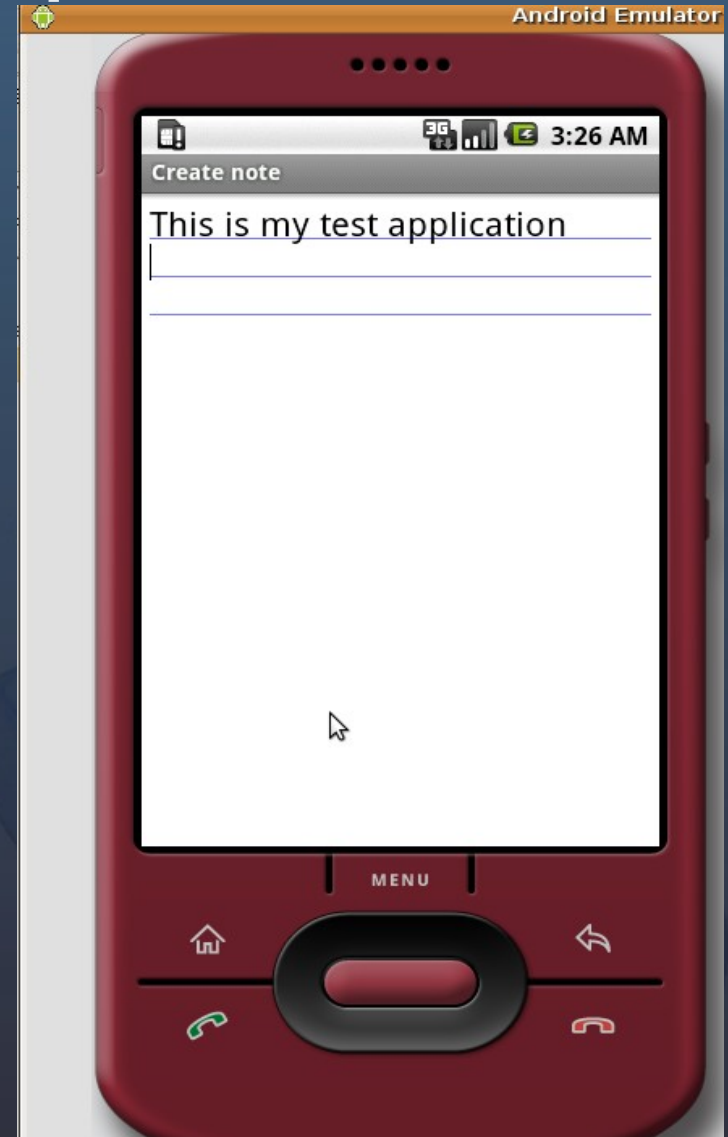 Android Emulator
3G 3:26 AM
Create note
This is my test application
MENU